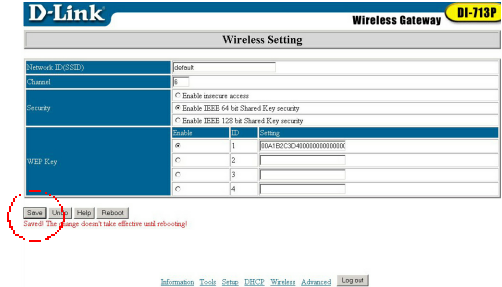 D-Link
Wireless Gateway DI-713P
Wireless Setting
Network ID(SSID) default
Channel 6
Security
Enable insecure access
Enable IEEE 64 bit Shared Key security
Enable IEEE 128 bit Shared Key security
WEP Key
Enable ID Setting
1 00A1B2C3D40000000000000
2
3
4
Save Undo Help Reboot
Saved! The change doesn't take effective until rebooting!
Information Tools Setup DHCP Wireless Advanced Log out